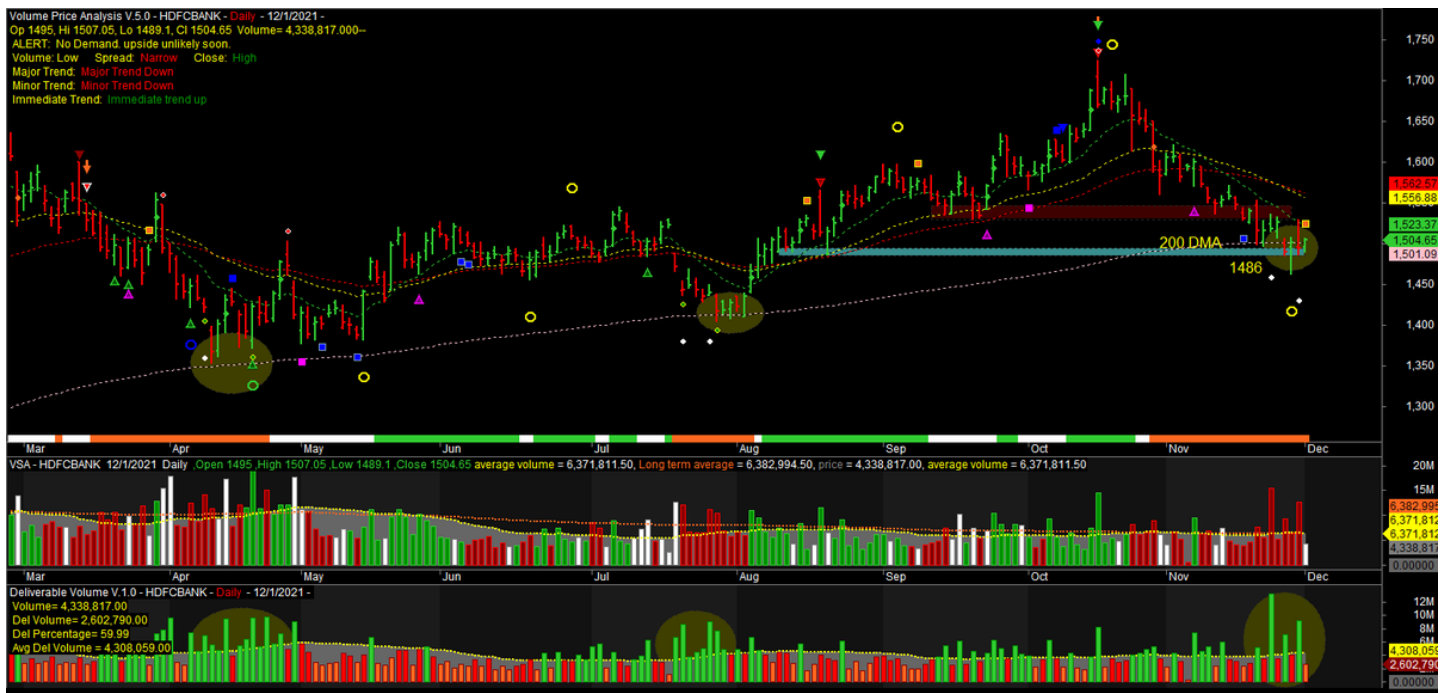 Volume Price Analysis V.5.0 - HDFCBANK - Daily - 12/1/2021 -
Op 1495, Hi 1507.05, Lo 1489.1, Cl 1504.65 Volume= 4,338,817.000--
ALERT: No Demand. upside unlikely soon.
Volume: Low Spread: Narrow Close: High
Major Trend: Major Trend Down
Minor Trend: Minor Trend Down
Immediate Trend: Immediate trend up
1,750
1,700
1,650
1,600
1,562.57
1,556.88
1,523.37
1,504.65
1,501.09
1,450
1,400
1,350
1,300
200 DMA
1486
Mar Apr May Jun Jul Aug Sep Oct Nov Dec
VSA - HDFCBANK 12/1/2021 Daily ,Open 1495 ,High 1507.05 ,Low 1489.1 ,Close 1504.65 average volume = 6,371,811.50, Long term average = 6,382,994.50, price = 4,338,817.00, average volume = 6,371,811.50
20M
15M
6,382,995
6,371,812
6,371,812
4,338,817
0.00000
Mar Apr May Jun Jul Aug Sep Oct Nov Dec
Deliverable Volume V.1.0 - HDFCBANK - Daily - 12/1/2021 -
Volume= 4,338,817.00
Del Volume= 2,602,790.00
Del Percentage= 59.99
Avg Del Volume = 4,308,059.00
12M
8M
4,308,059
2,602,790
0.00000